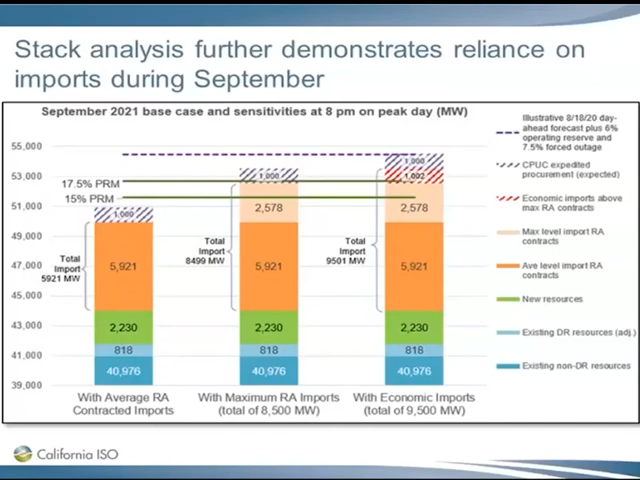 Stack analysis further demonstrates reliance on
imports during September
September 2021 base case and sensitivities at 8 pm on peak day (MW)
55,000
53,000
51,000
49,000
47,000
45,000
43,000
41,000
39,000
17.5% PRM
15% PRM
1,000
5,921
2,230
818
40,976
Total
Import
5921 MW
1,000
2,578
5,921
2,230
818
40,976
Total
Import
8499 MW
1,000
1,002
2,578
5,921
2,230
818
40,976
Total
Import
9501 MW
With Average RA
Contracted Imports
With Maximum RA Imports
(total of 8,500 MW)
With Economic Imports
(total of 9,500 MW)
Illustrative 8/18/20 day-
ahead forecast plus 6%
operating reserve and
7.5% forced outage
CPUC expedited
procurement (expected)
Economic imports above
max RA contracts
Max level import RA
contracts
Ave level import RA
contracts
New resources
Existing DR resources (adj.)
Existing non-DR resources
California ISO